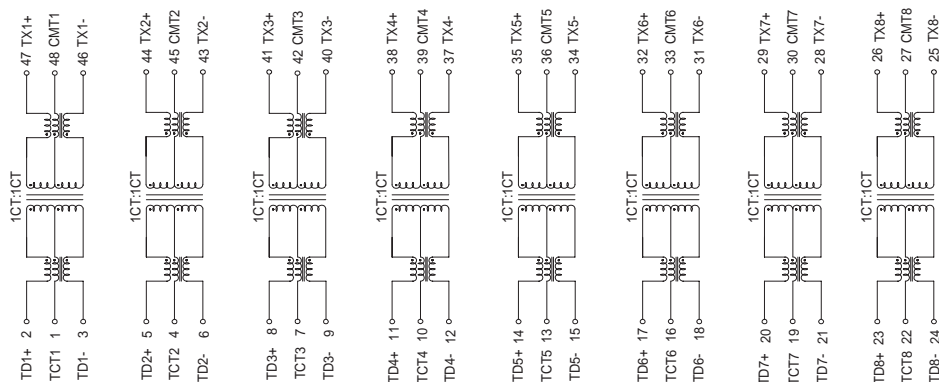 47 TX1+
48 CMT1
46 TX1-
44 TX2+
45 CMT2
43 TX2-
41 TX3+
42 CMT3
40 TX3-
38 TX4+
39 CMT4
37 TX4-
35 TX5+
36 CMT5
34 TX5-
32 TX6+
33 CMT6
31 TX6-
29 TX7+
30 CMT7
28 TX7-
26 TX8+
27 CMT8
25 TX8-
1CT:1CT
1CT:1CT
1CT:1CT
1CT:1CT
1CT:1CT
1CT:1CT
1CT:1CT
1CT:1CT
TD1+ 2
TCT1 1
TD1- 3
TD2+ 5
TCT2 4
TD2- 6
TD3+ 8
TCT3 7
TD3- 9
TD4+ 11
TCT4 10
TD4- 12
TD5+ 14
TCT5 13
TD5- 15
TD6+ 17
TCT6 16
TD6- 18
TD7+ 20
TCT7 19
TD7- 21
TD8+ 23
TCT8 22
TD8- 24